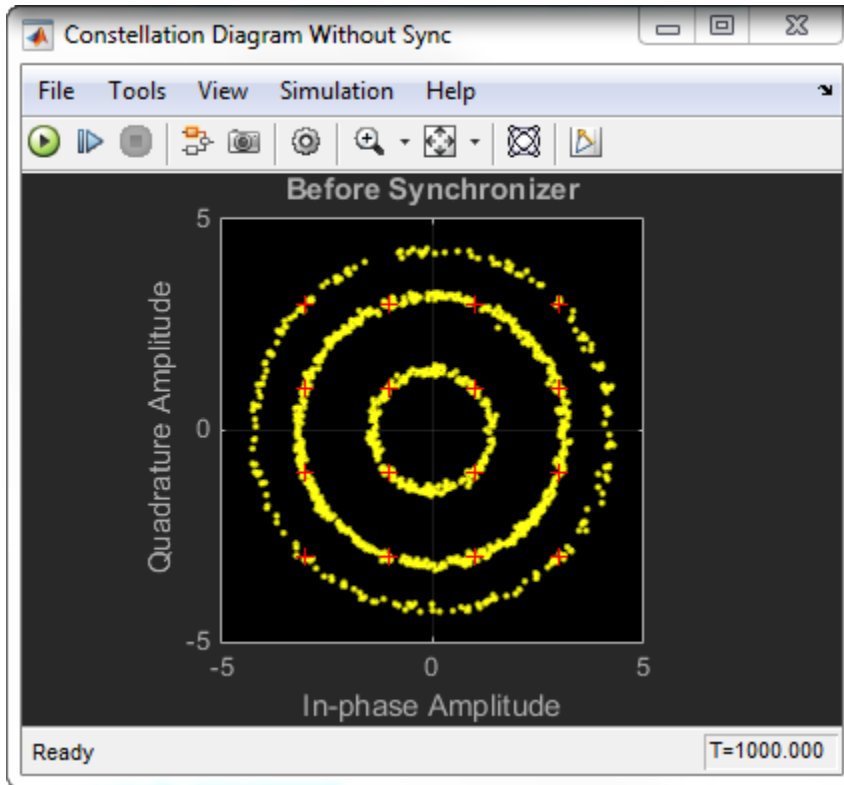 Constellation Diagram Without Sync
File Tools View Simulation Help
Before Synchronizer
5
Quadrature Amplitude
0
-5
-5 0 5
In-phase Amplitude
Ready T=1000.000